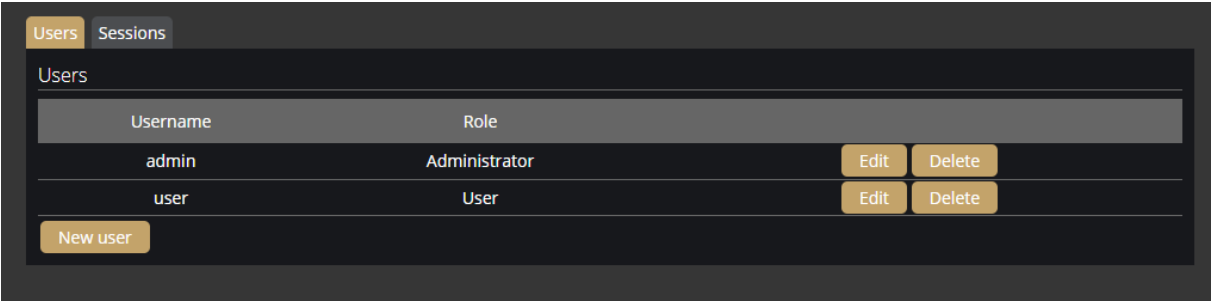 Users Sessions
Users
Username Role
admin Administrator Edit Delete
user User Edit Delete
New user